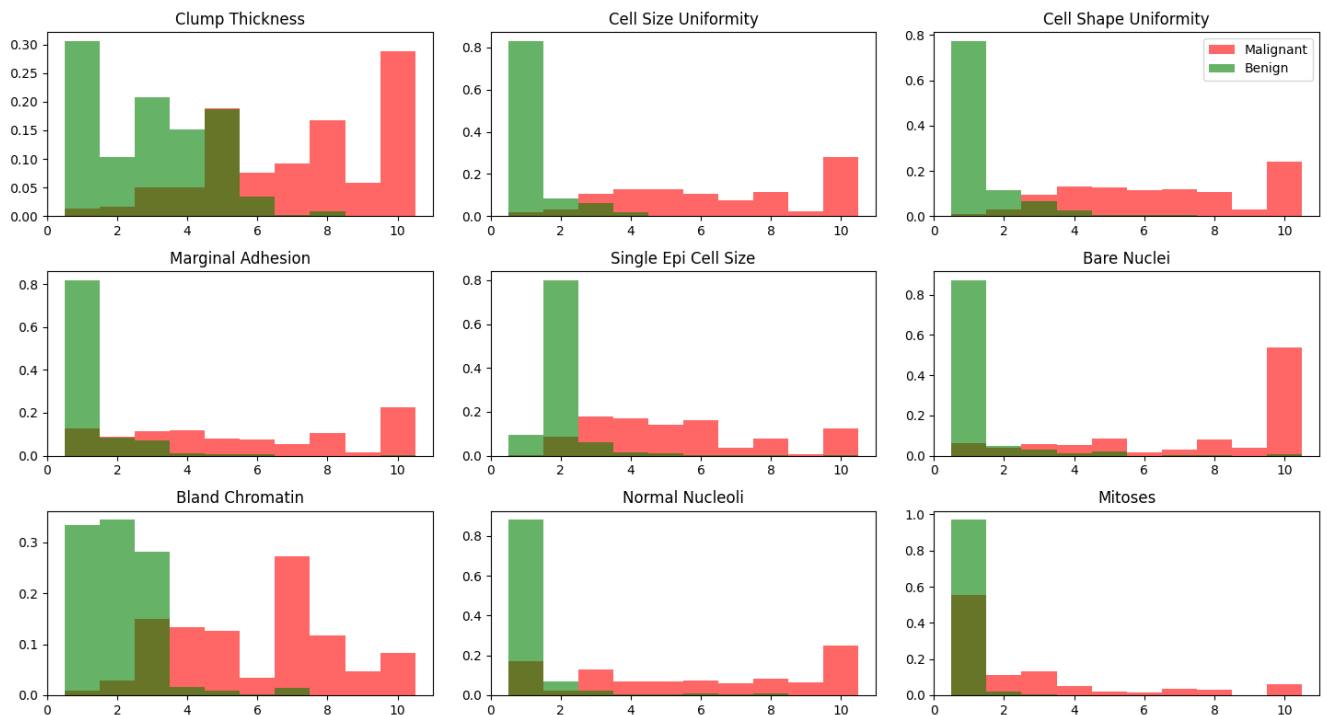 Clump Thickness
0.30
0.25
0.20
0.15
0.10
0.05
0.00
0 2 4 6 8 10
Cell Size Uniformity
0.8
0.6
0.4
0.2
0.0
0 2 4 6 8 10
Cell Shape Uniformity
Malignant
Benign
0.8
0.6
0.4
0.2
0.0
0 2 4 6 8 10
Marginal Adhesion
0.8
0.6
0.4
0.2
0.0
0 2 4 6 8 10
Single Epi Cell Size
0.8
0.6
0.4
0.2
0.0
0 2 4 6 8 10
Bare Nuclei
0.8
0.6
0.4
0.2
0.0
0 2 4 6 8 10
Bland Chromatin
0.3
0.2
0.1
0.0
0 2 4 6 8 10
Normal Nucleoli
0.8
0.6
0.4
0.2
0.0
0 2 4 6 8 10
Mitoses
1.0
0.8
0.6
0.4
0.2
0.0
0 2 4 6 8 10